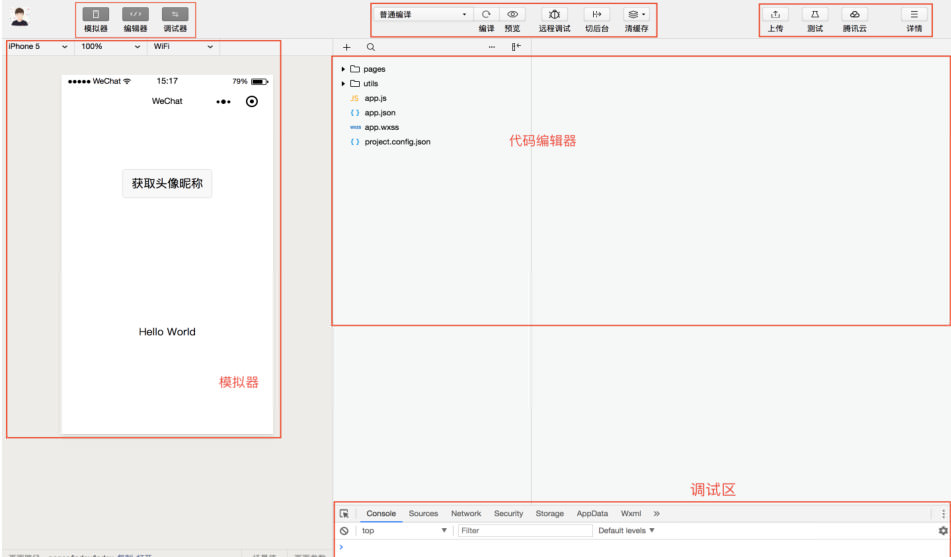 普通编译
模拟器 编辑器 调试器
编译 预览 远程调试 切后台 清缓存
上传 测试 腾讯云 详情
iPhone 5 100% WiFi
WeChat 15:17 79%
WeChat
获取头像昵称
Hello World
模拟器
pages
utils
JS app.js
{ } app.json
wxss app.wxss
{ } project.config.json
代码编辑器
调试区
Console Sources Network Security Storage AppData Wxml
top Filter Default levels